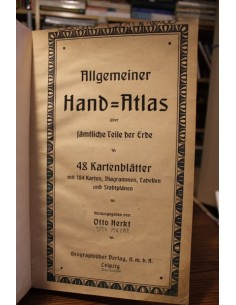 Allgemeiner
Hand=Atlas
über
sämtliche Teile der Erde
48 Kartenblätter
mit 184 Karten, Diagrammen, Tabellen
und Stadtplänen
Herausgegeben von
Otto Herkt
Geographischer Verlag, G.m.b.H.
Leipzig